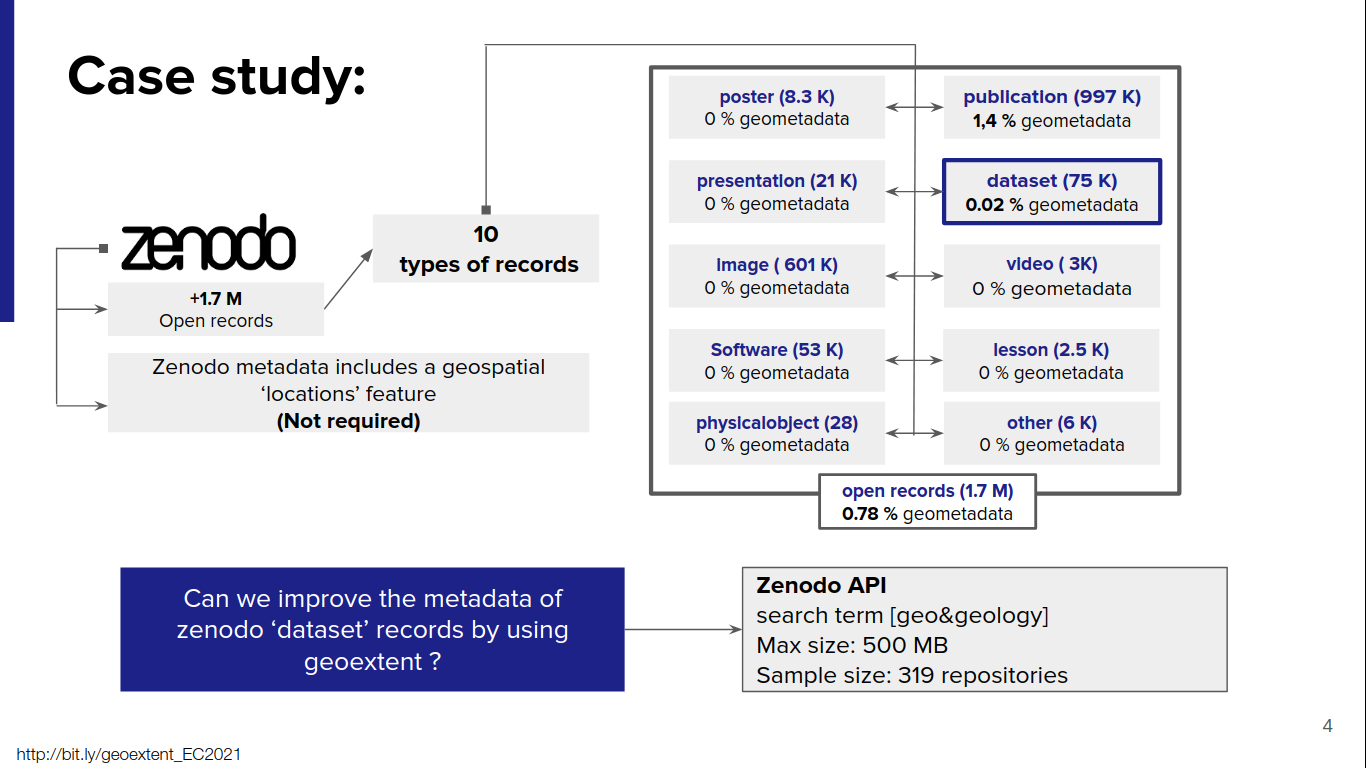 Case study:
zenodo
+1.7 M
Open records
Zenodo metadata includes a geospatial
‘locations’ feature
(Not required)
10
types of records
poster (8.3 K)
0 % geometadata
publication (997 K)
1,4 % geometadata
presentation (21 K)
0 % geometadata
dataset (75 K)
0.02 % geometadata
Image ( 601 K)
0 % geometadata
video ( 3K)
0 % geometadata
Software (53 K)
0 % geometadata
lesson (2.5 K)
0 % geometadata
physicalobject (28)
0 % geometadata
other (6 K)
0 % geometadata
open records (1.7 M)
0.78 % geometadata
Can we improve the metadata of
zenodo ‘dataset’ records by using
geoextent ?
Zenodo API
search term [geo&geology]
Max size: 500 MB
Sample size: 319 repositories
4
http://bit.ly/geoextent_EC2021